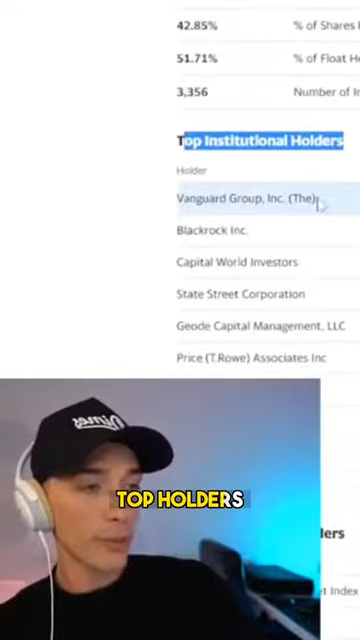 42.85%
% of Shares
51.71%
% of Float He
3,356
Number of In
Top Institutional Holders
Holder
Vanguard Group, Inc. (The)
Blackrock Inc.
Capital World Investors
State Street Corporation
Geode Capital Management, LLC
Price (T.Rowe) Associates Inc
TOP HOLDERS
lders
Index